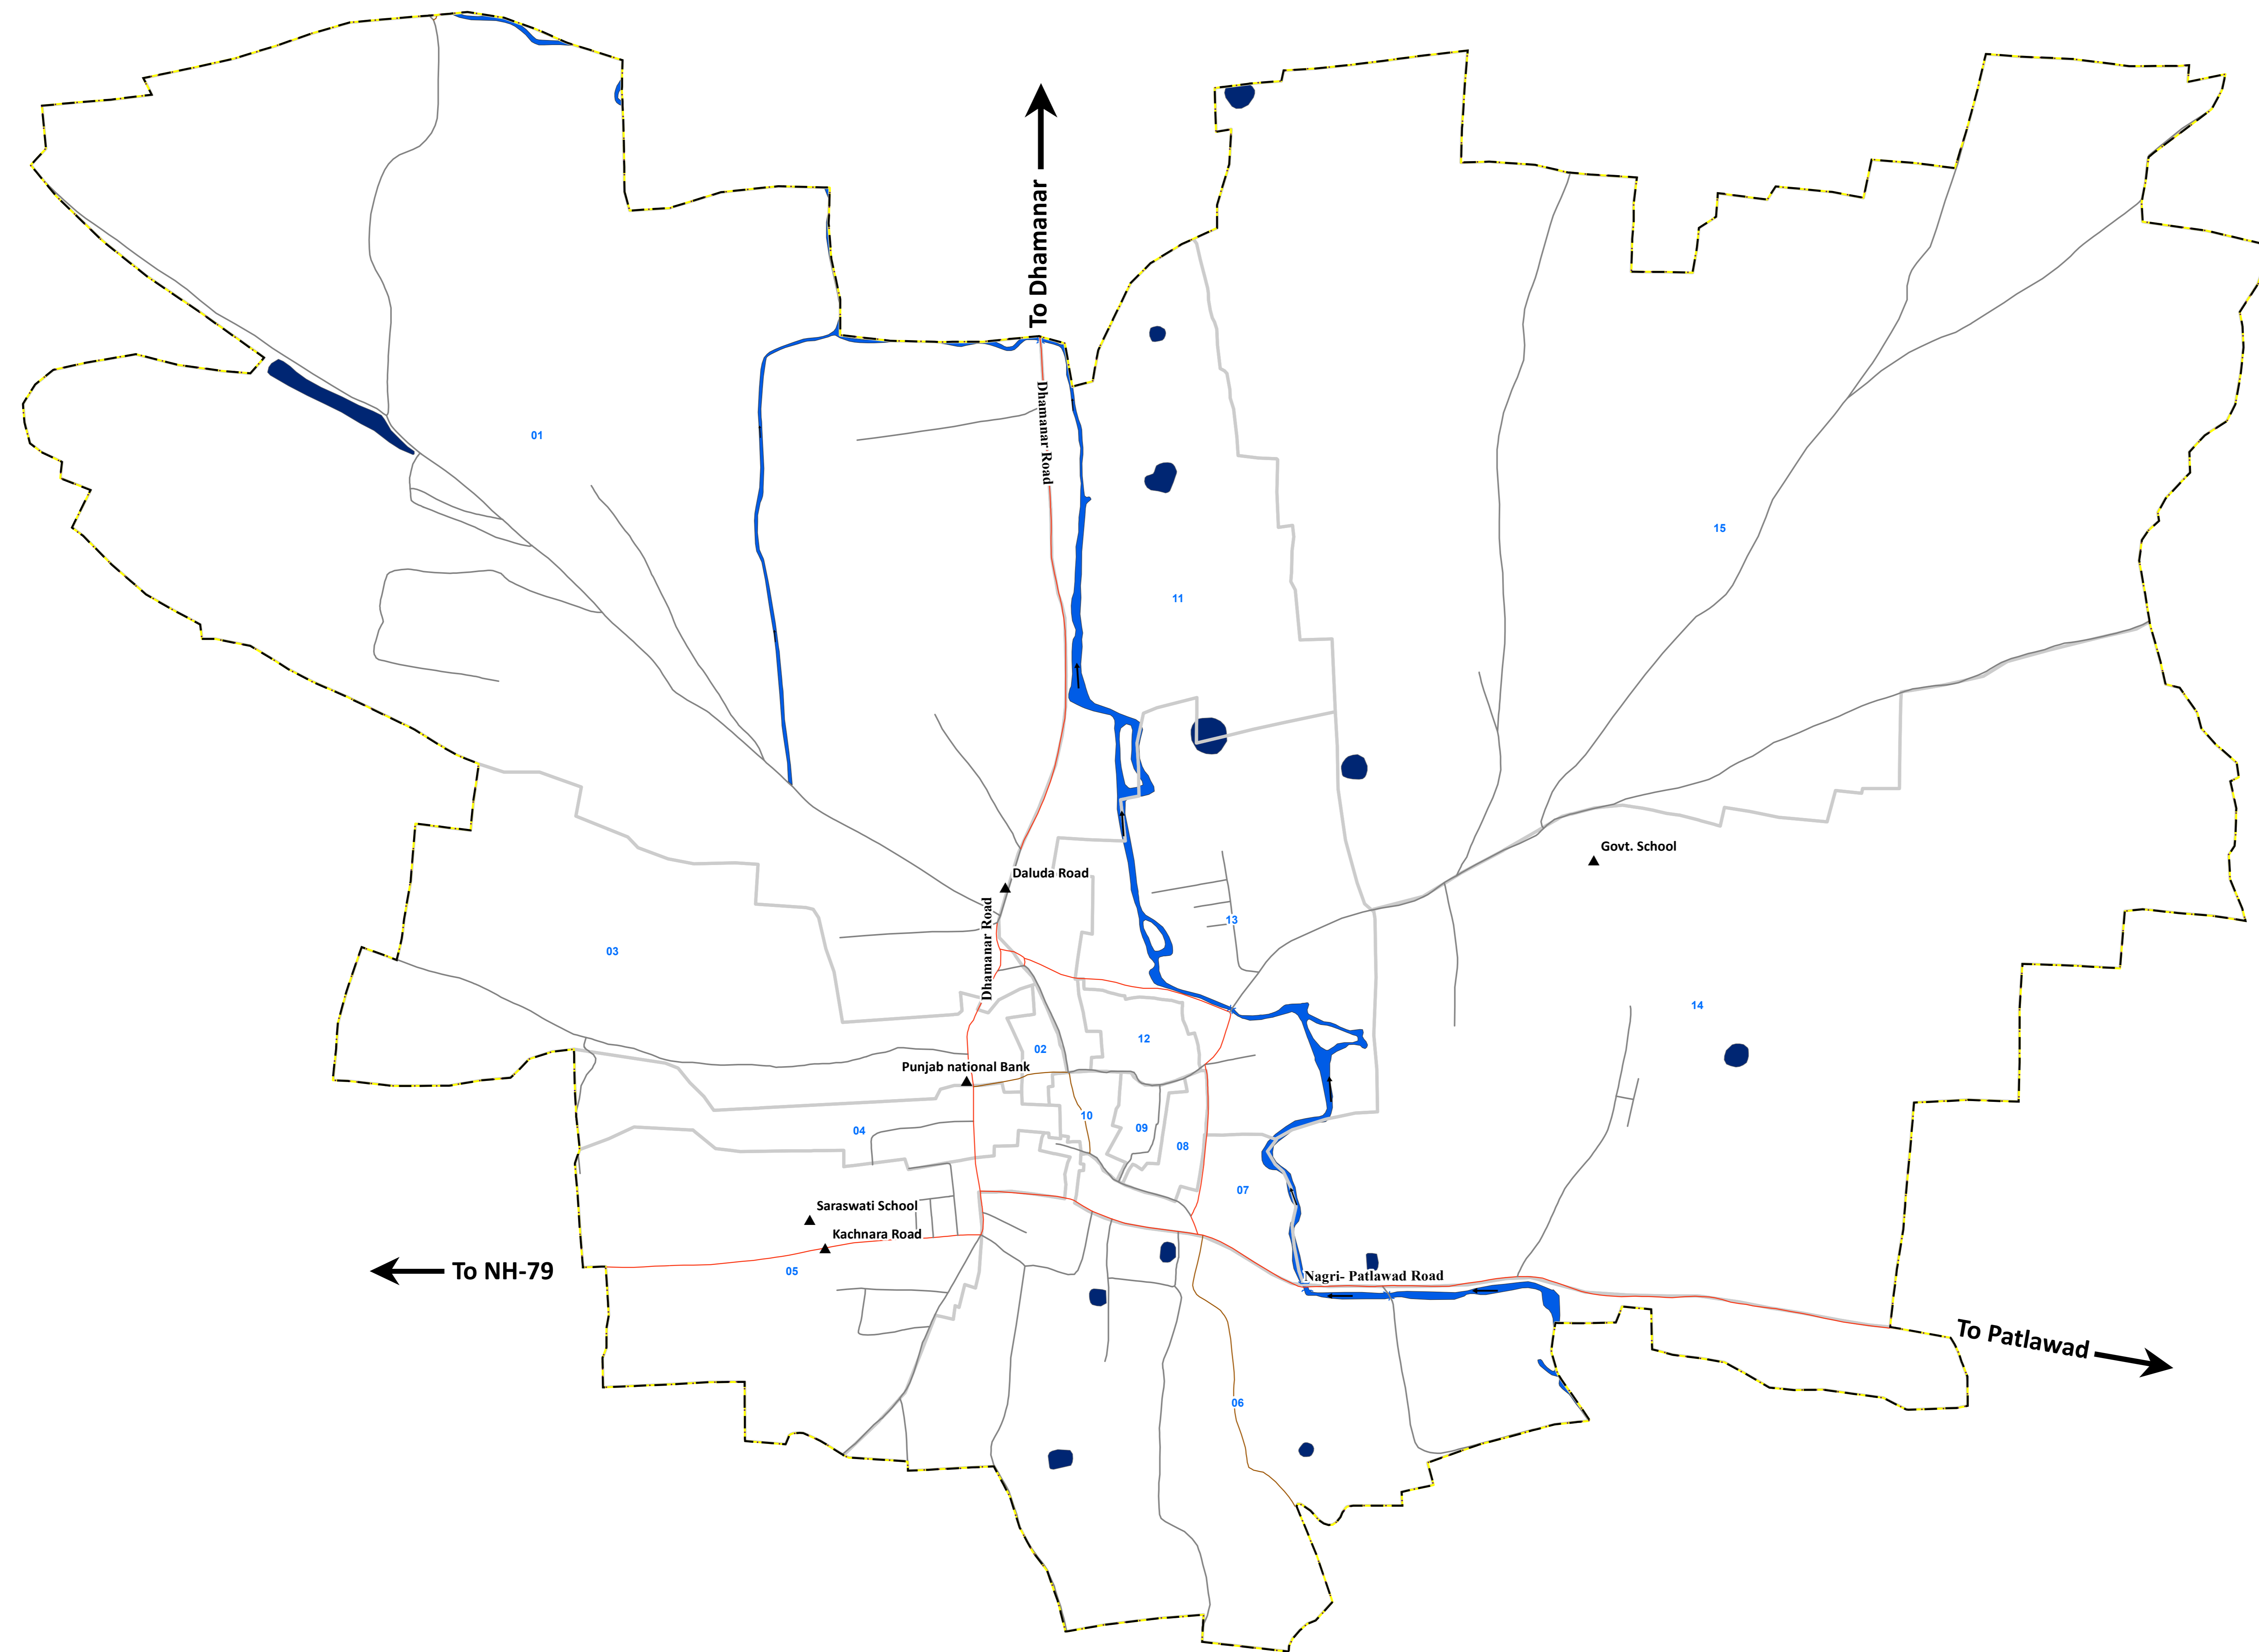 To Dhamanar
Dhamanar Road
01
15
11
Govt. School
Daluda Road
Dhamanar Road
13
03
14
12
02
Punjab national Bank
10
09
04
08
07
Saraswati School
Kachnara Road
To NH-79
05
Nagri- Patlawad Road
To Patlawad
06